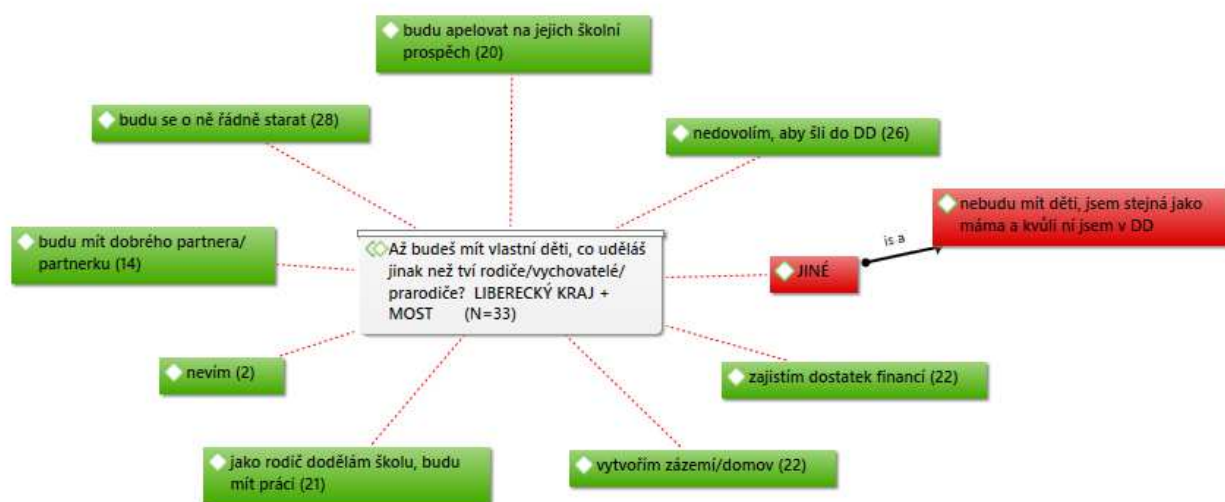 budu apelovat na jejich školní
prospěch (20)
budu se o ně řádně starat (28)
nedovolím, aby šli do DD (26)
nebudu mít děti, jsem stejná jako
máma a kvůli ní jsem v DD
is a
budu mít dobrého partnera/
partnerku (14)
Až budeš mít vlastní děti, co uděláš
jinak než tví rodiče/vychovatelé/
prarodiče? LIBERECKÝ KRAJ +
MOST (N=33)
JINÉ
nevím (2)
zajistím dostatek financí (22)
jako rodič dodělám školu, budu
mít práci (21)
vytvořím zázemí/domov (22)